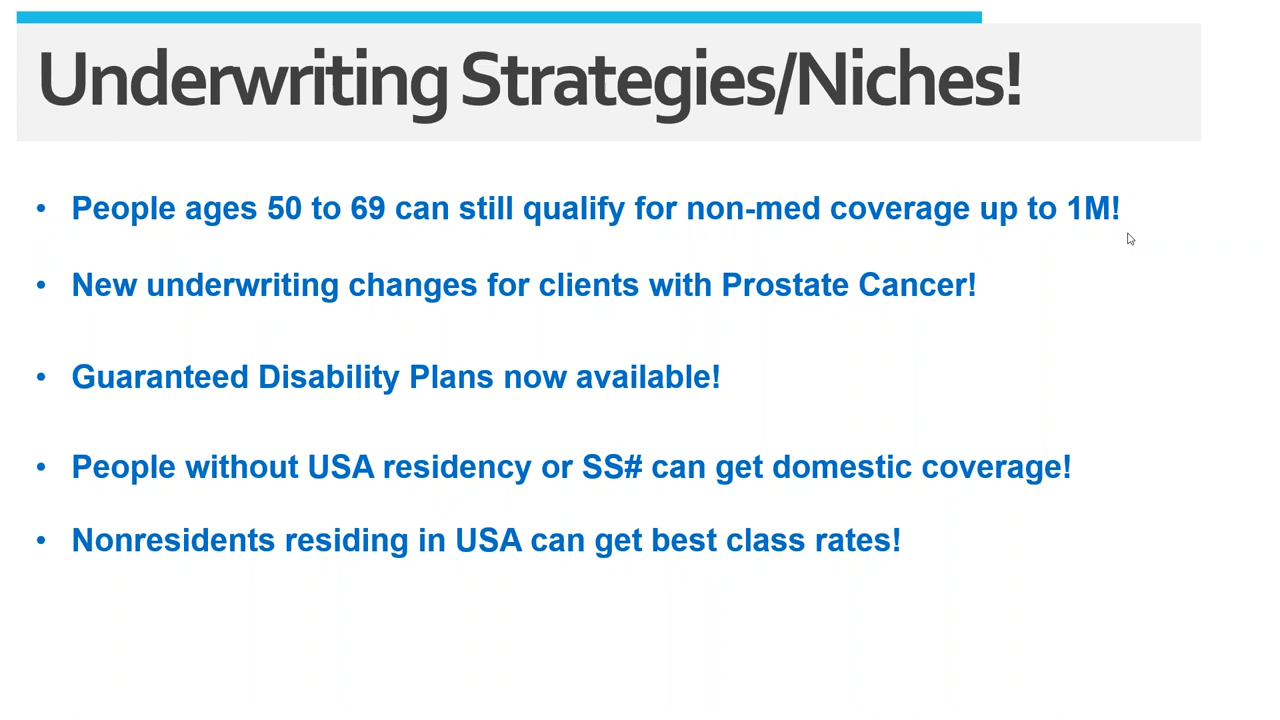 Underwriting Strategies/Niches!
• People ages 50 to 69 can still qualify for non-med coverage up to 1M!
• New underwriting changes for clients with Prostate Cancer!
• Guaranteed Disability Plans now available!
• People without USA residency or SS# can get domestic coverage!
• Nonresidents residing in USA can get best class rates!